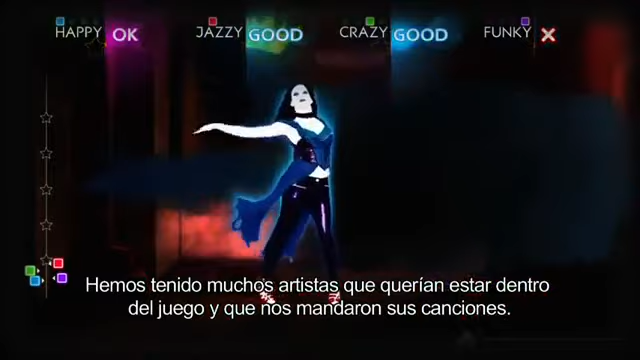 HAPPY OK JAZZY GOOD CRAZY GOOD FUNKY X
Hemos tenido muchos artistas que querían estar dentro
del juego y que nos mandaron sus canciones.